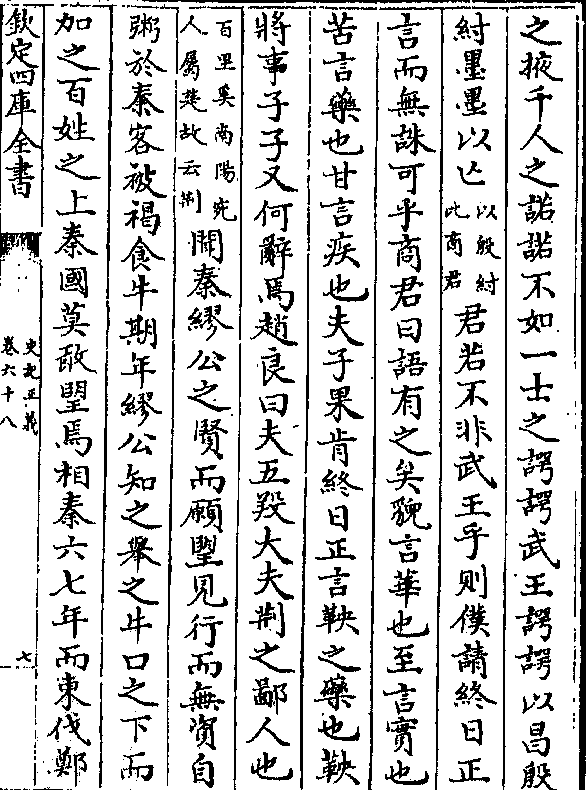 之掖千人之諾諾不如一士之諤諤武王諤諤以昌殷
紂墨墨以亡以殷紂此商君君若不非武王乎則僕請終日正
言而無誅可乎商君曰語有之矣貌言華也至言實也
苦言藥也甘言疾也夫子果肯終日正言鞅之藥也鞅
將事子子又何辭焉趙良曰夫五羖大夫荆之鄙人也
百里奚南陽宛人屬楚故云荆聞秦繆公之賢而願望見行而無資自
粥於秦客被褐食牛期年繆公知之舉之牛口之下而
加之百姓之上秦國莫敢望焉相秦六七年而東伐鄭
欽定四庫全書
史記正義
卷六十八
七